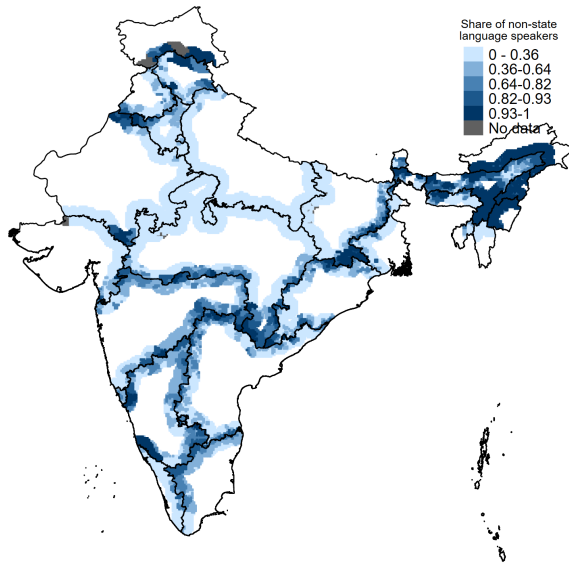 Share of non-state
language speakers
0 - 0.36
0.36-0.64
0.64-0.82
0.82-0.93
0.93-1
No data